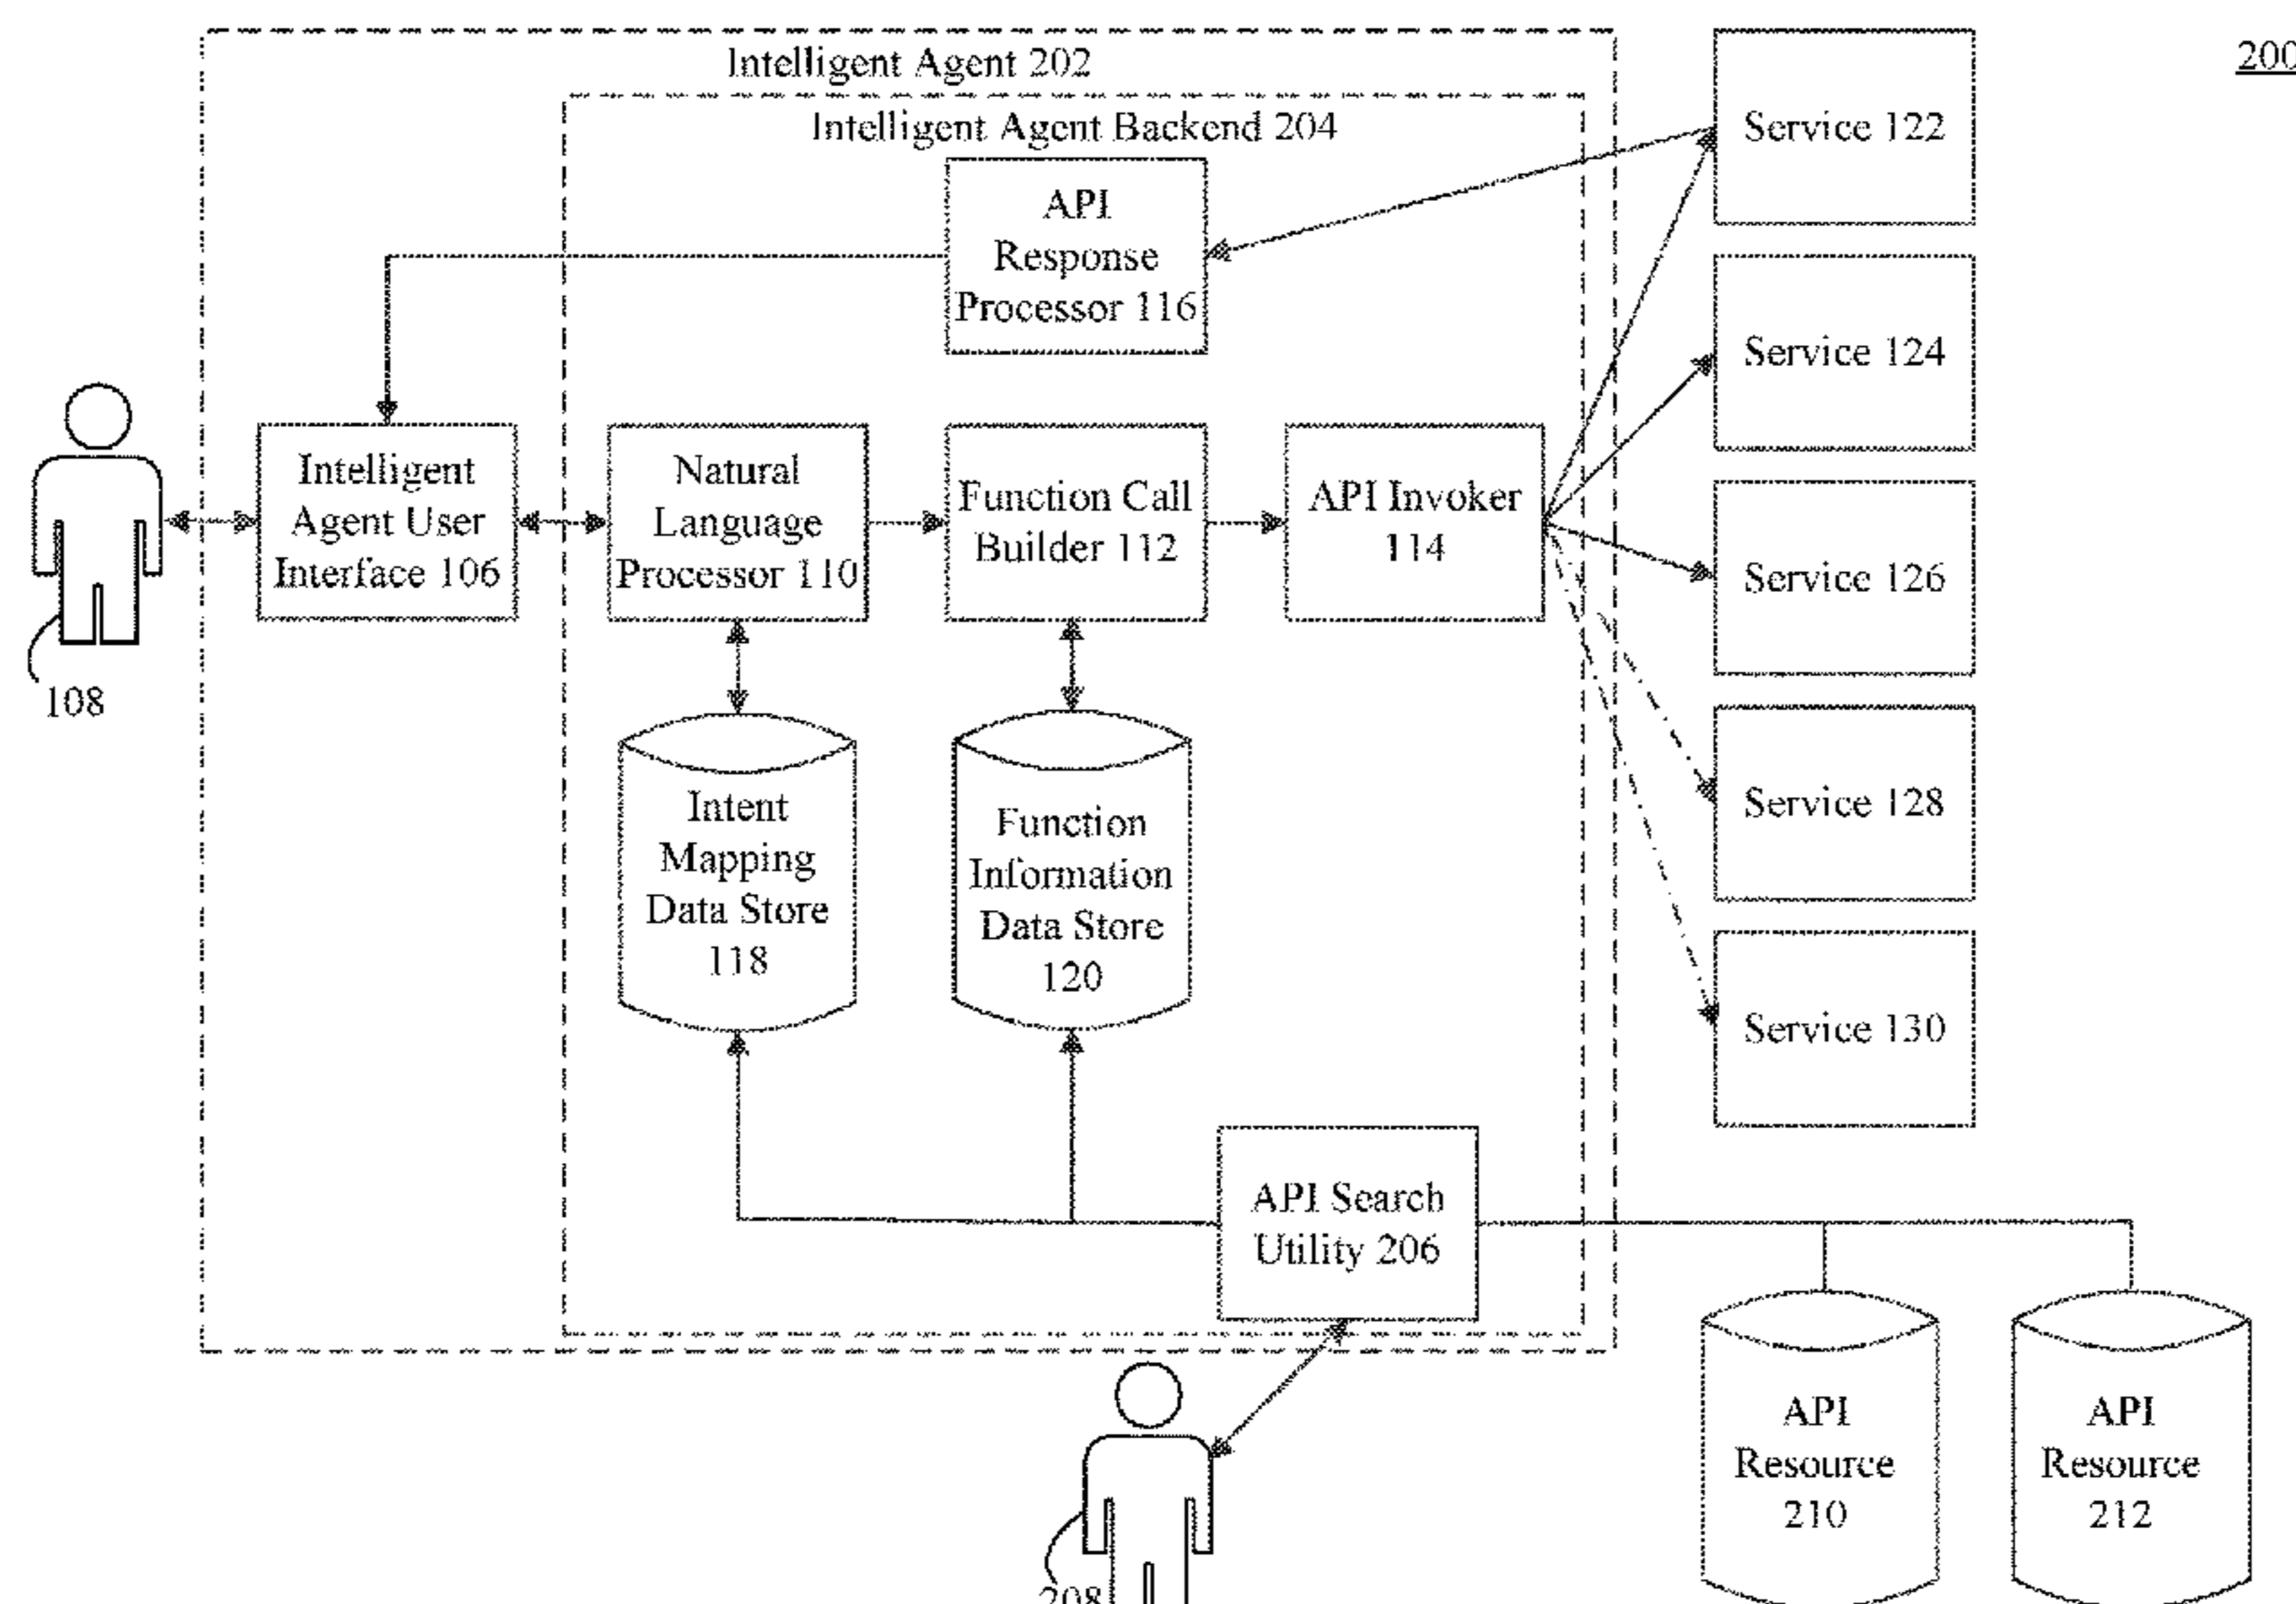 200
Intelligent Agent 202
Intelligent Agent Backend 204
API
Response
Processor 116
Service 122
Service 124
Service 126
Service 128
Service 130
Intelligent
Agent User
Interface 106
Natural
Language
Processor 110
Function Call
Builder 112
API Invoker
114
108
Intent
Mapping
Data Store
118
Function
Information
Data Store
120
API Search
Utility 206
API
Resource
210
API
Resource
212
208